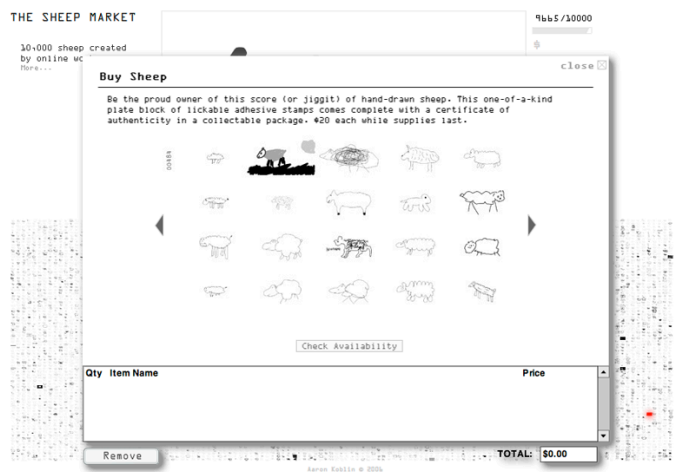 THE SHEEP MARKET
9665/10000
10,000 sheep created
by online wo
More...
close
Buy Sheep
Be the proud owner of this score (or jiggit) of hand-drawn sheep. This one-of-a-kind
plate block of lickable adhesive stamps comes complete with a certificate of
authenticity in a collectable package. $20 each while supplies last.
Check Availability
Qty Item Name Price
Remove
TOTAL: $0.00
Aaron Koblin © 2006